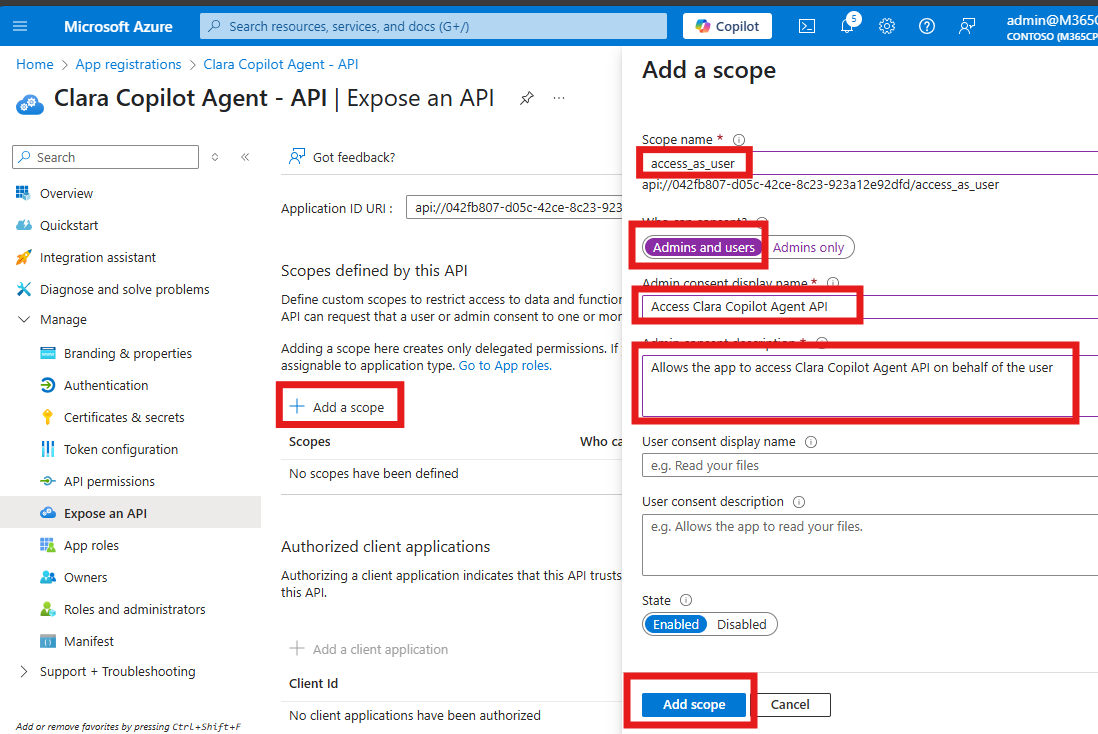 Microsoft Azure
Search resources, services, and docs (G+/)
Copilot
5
admin@M365C
CONTOSO (M365CP
Home > App registrations > Clara Copilot Agent - API
Clara Copilot Agent - API | Expose an API
...
Search
Overview
Quickstart
Integration assistant
Diagnose and solve problems
Manage
Branding & properties
Authentication
Certificates & secrets
Token configuration
API permissions
Expose an API
App roles
Owners
Roles and administrators
Manifest
Support + Troubleshooting
Add or remove favorites by pressing Ctrl+Shift+F
Got feedback?
Application ID URI :
api://042fb807-d05c-42ce-8c23-923
Scopes defined by this API
Define custom scopes to restrict access to data and function
API can request that a user or admin consent to one or mor
Adding a scope here creates only delegated permissions. If
assignable to application type. Go to App roles.
Add a scope
Scopes
Who ca
No scopes have been defined
Authorized client applications
Authorizing a client application indicates that this API trusts
this API.
Add a client application
Client Id
No client applications have been authorized
Add a scope
Scope name *
access_as_user
api://042fb807-d05c-42ce-8c23-923a12e92dfd/access_as_user
Who can consent?
Admins and users
Admins only
Admin consent display name *
Access Clara Copilot Agent API
Admin consent description *
Allows the app to access Clara Copilot Agent API on behalf of the user
User consent display name
e.g. Read your files
User consent description
e.g. Allows the app to read your files.
State
Enabled
Disabled
Add scope
Cancel